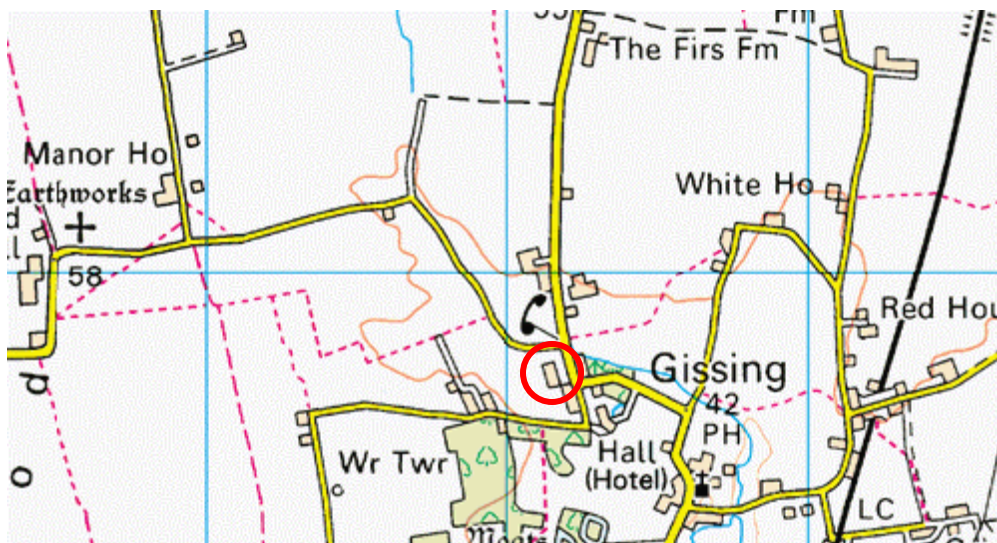 The Firs Fm
Manor Ho
Earthworks
White Ho
58
Red Hou
Gissing
42
PH
Hall
(Hotel)
Wr Twr
LC
Moats